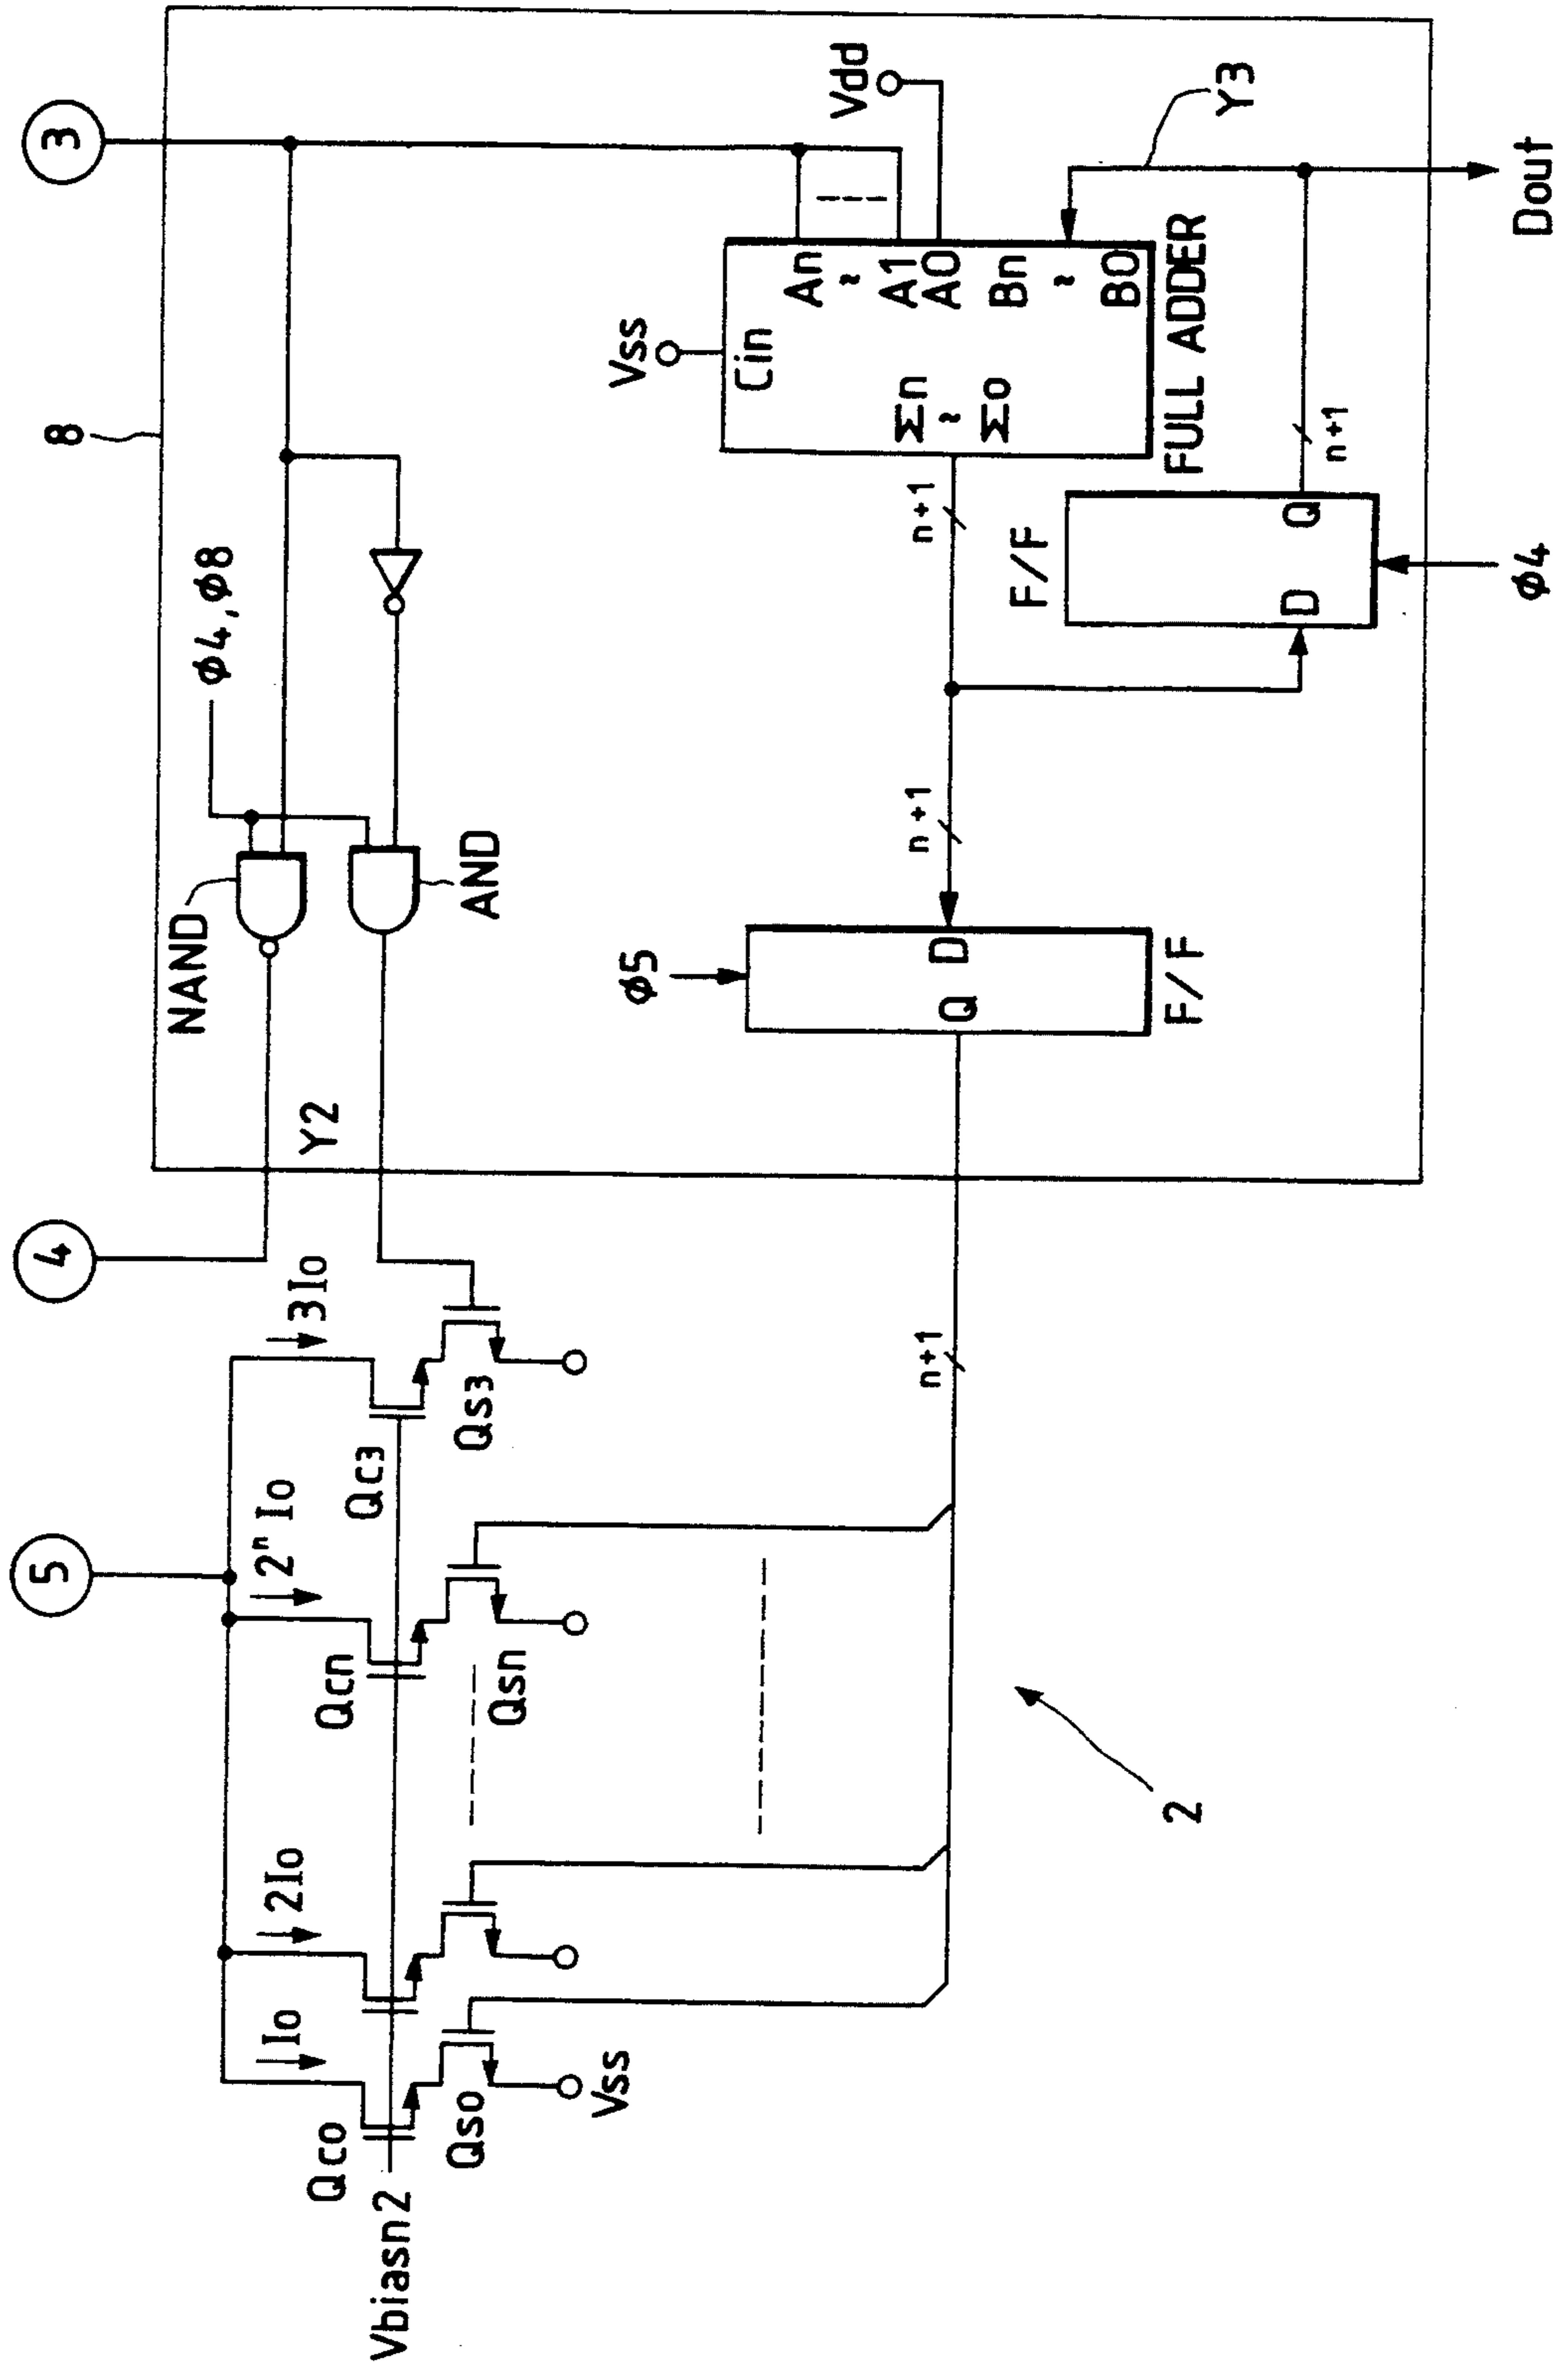 3
4
5
8
Vbiasn2
Qco
Io
2Io
Qcn
2ⁿ Io
Qc3
3Io
Qso
Vss
Qsn
Qs3
Y2
NAND
AND
φ4,φ8
Vss
Vdd
Cin
An
~
A1
A0
Bn
~
B0
Σn
~
Σo
FULL ADDER
Y3
n+1
n+1
n+1
n+1
φ5
Q D
F/F
F/F
D Q
φ4
Dout
2